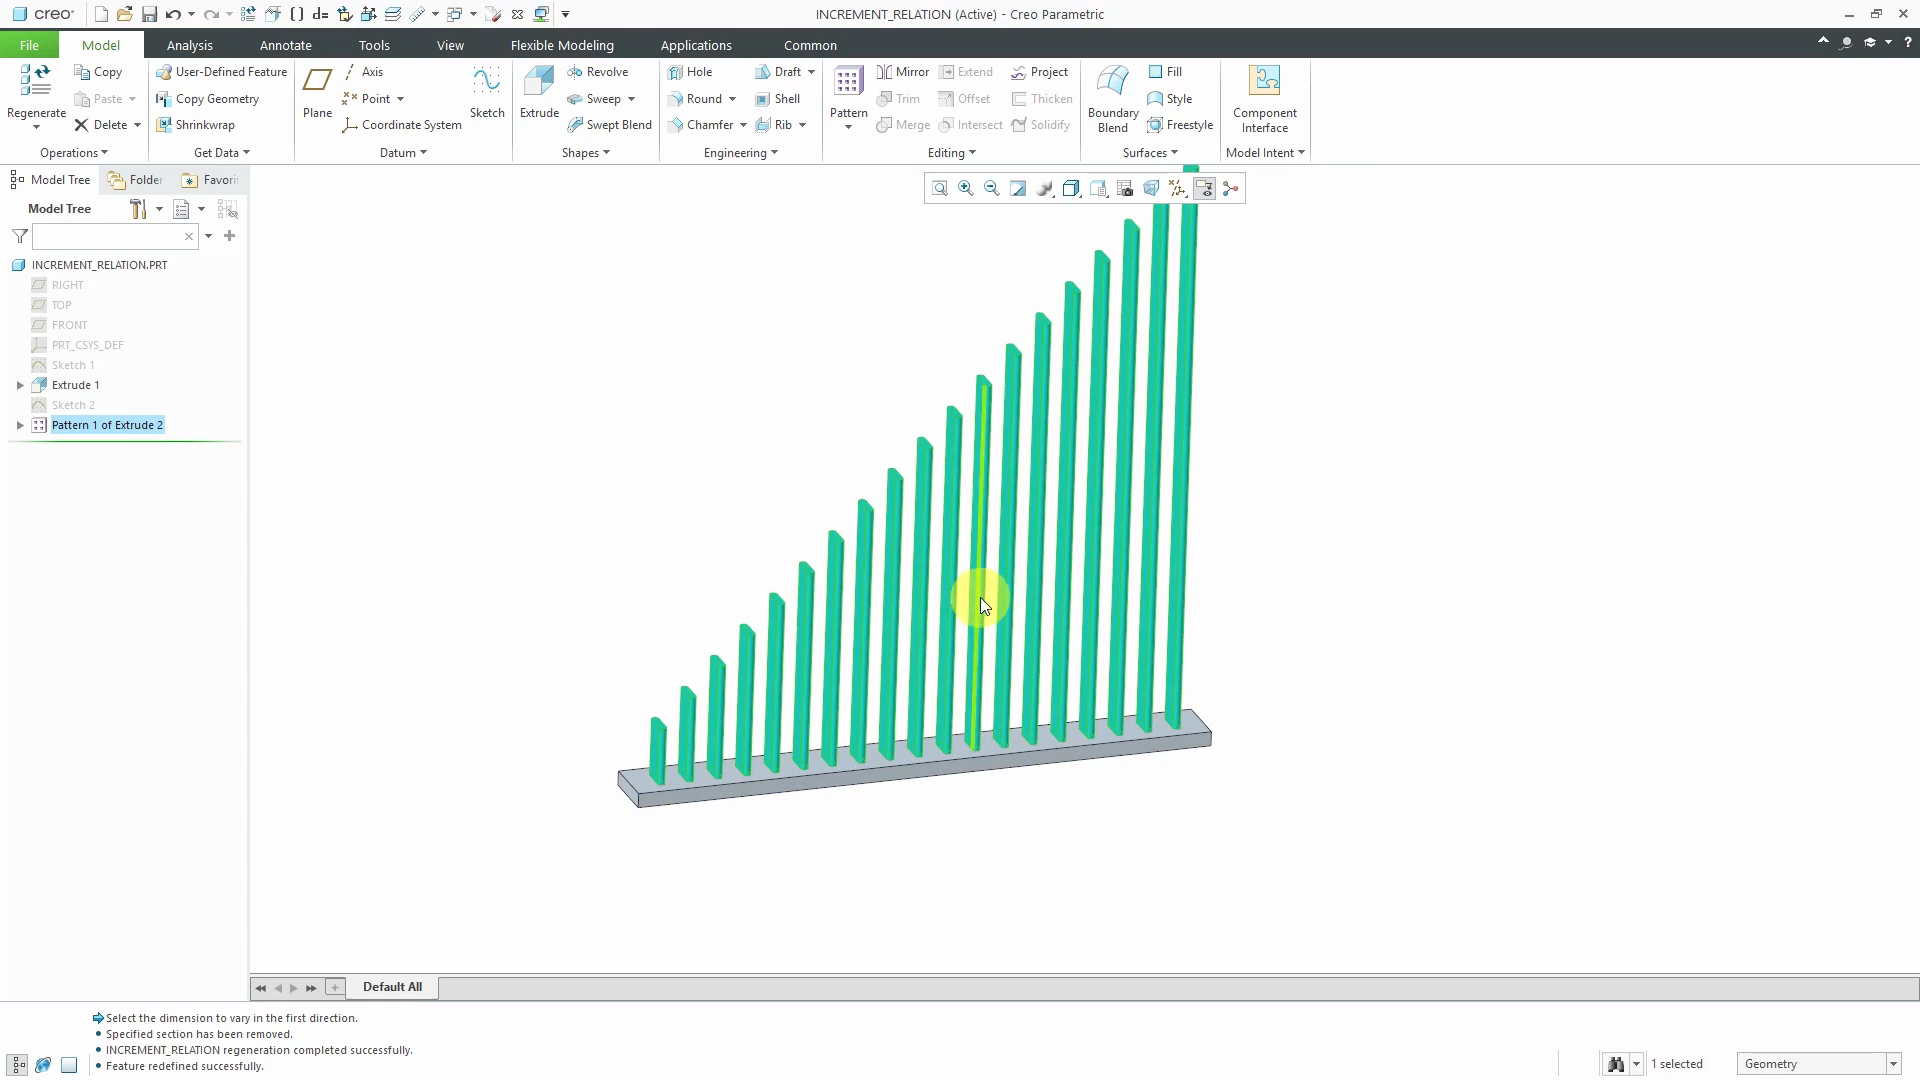 creo
INCREMENT_RELATION (Active) - Creo Parametric
File Model Analysis Annotate Tools View Flexible Modeling Applications Common
Regenerate
Copy
Paste
Delete
Operations
User-Defined Feature
Copy Geometry
Shrinkwrap
Get Data
Plane
Axis
Point
Coordinate System
Sketch
Datum
Extrude
Revolve
Sweep
Swept Blend
Shapes
Hole
Round
Chamfer
Draft
Shell
Rib
Engineering
Pattern
Mirror
Trim
Merge
Extend
Offset
Intersect
Project
Thicken
Solidify
Editing
Boundary
Blend
Fill
Style
Freestyle
Surfaces
Component
Interface
Model Intent
Model Tree Folder Favori
Model Tree
INCREMENT_RELATION.PRT
RIGHT
TOP
FRONT
PRT_CSYS_DEF
Sketch 1
Extrude 1
Sketch 2
Pattern 1 of Extrude 2
Default All
Select the dimension to vary in the first direction.
• Specified section has been removed.
• INCREMENT_RELATION regeneration completed successfully.
• Feature redefined successfully.
1 selected
Geometry